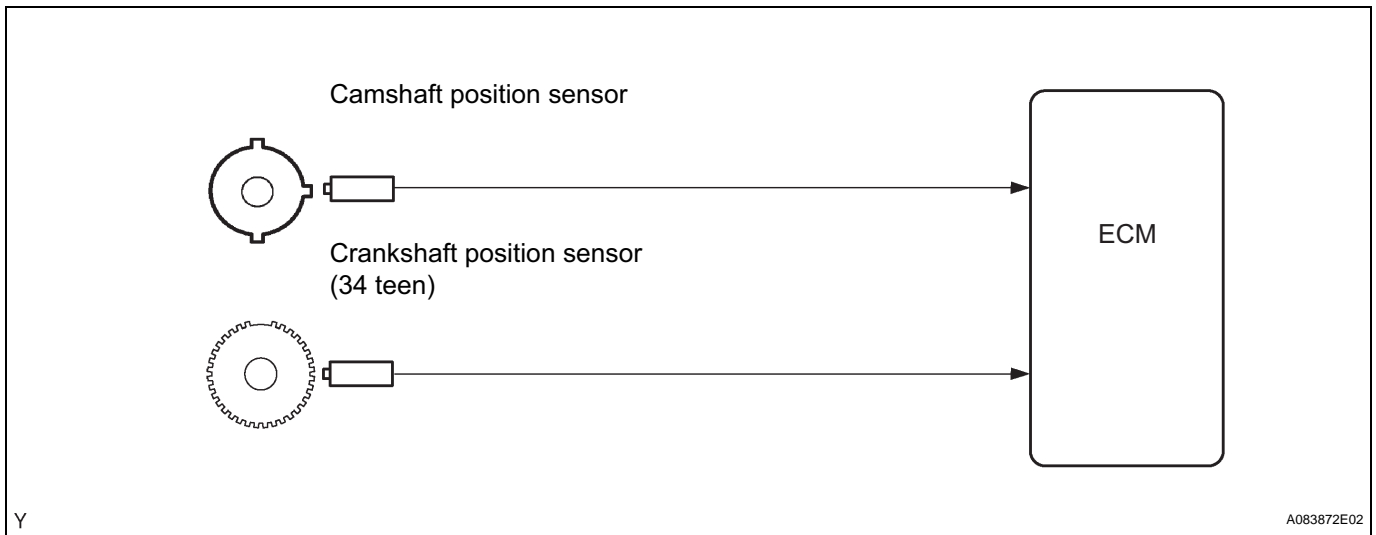 Camshaft position sensor
Crankshaft position sensor
(34 teen)
ECM
Y
A083872E02